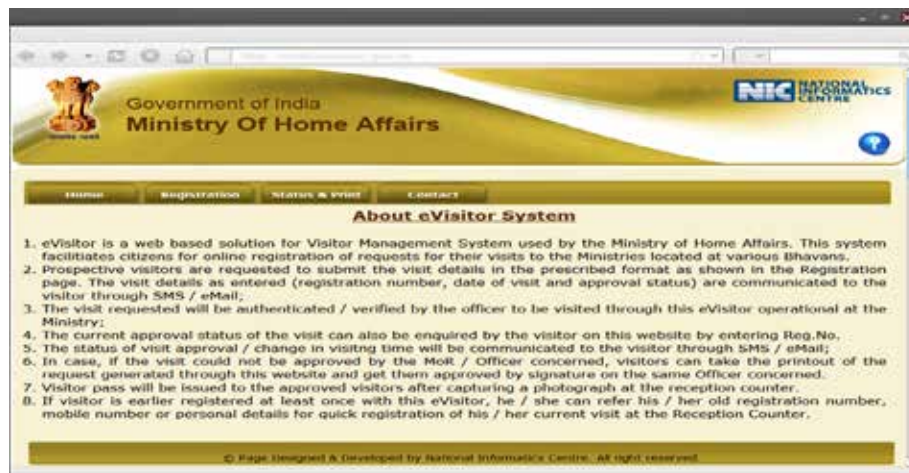 Government of India
Ministry Of Home Affairs
NIC NATIONAL
INFORMATICS
CENTRE
?
Home Registration Status & Print Contact
About eVisitor System
1. eVisitor is a web based solution for Visitor Management System used by the Ministry of Home Affairs. This system
facilitiates citizens for online registration of requests for their visits to the Ministries located at various Bhavans.
2. Prospective visitors are requested to submit the visit details in the prescribed format as shown in the Registration
page. The visit details as entered (registration number, date of visit and approval status) are communicated to the
visitor through SMS / eMail;
3. The visit requested will be authenticated / verified by the officer to be visited through this eVisitor operational at the
Ministry;
4. The current approval status of the visit can also be enquired by the visitor on this website by entering Reg.No.
5. The status of visit approval / change in visitng time will be communicated to the visitor through SMS / eMail;
6. In case, if the visit could not be approved by the MoR / Officer concerned, visitors can take the printout of the
request generated through this website and get them approved by signature on the same Officer concerned.
7. Visitor pass will be issued to the approved visitors after capturing a photograph at the reception counter.
8. If visitor is earlier registered at least once with this eVisitor, he / she can refer his / her old registration number,
mobile number or personal details for quick registration of his / her current visit at the Reception Counter.
© Page Designed & Developed by National Informatics Centre. All right reserved.